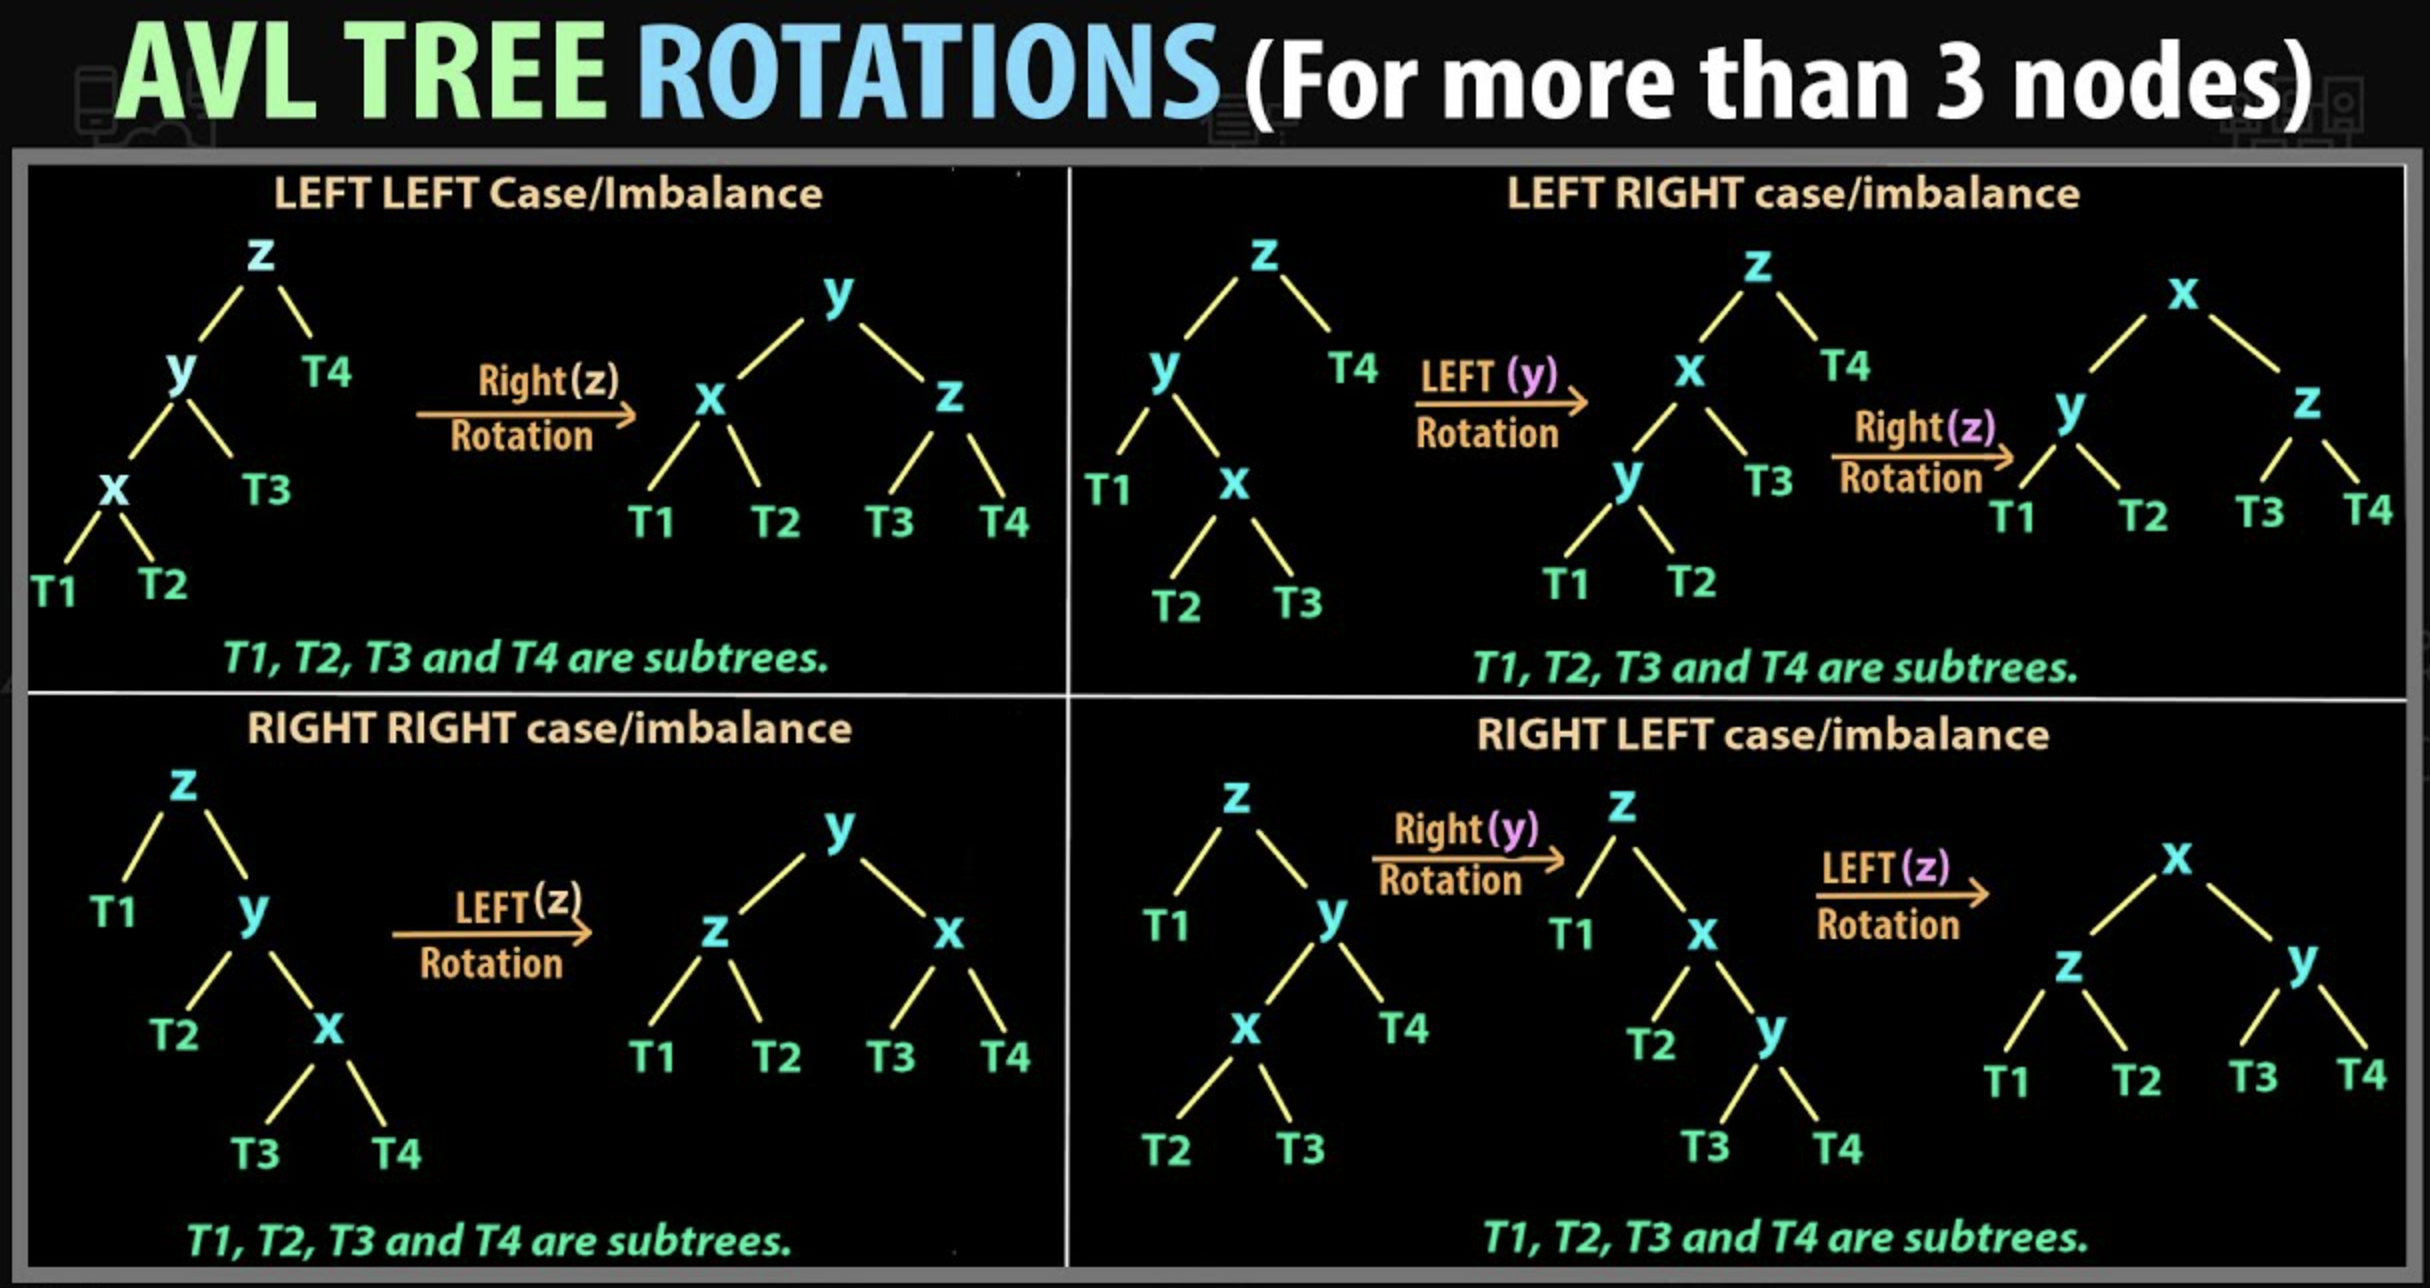 AVL TREE ROTATIONS (For more than 3 nodes)
LEFT LEFT Case/Imbalance
z
y
T4
x
T3
T1
T2
Right(z)
Rotation
y
x
z
T1
T2
T3
T4
T1, T2, T3 and T4 are subtrees.
LEFT RIGHT case/imbalance
z
y
T4
T1
x
T2
T3
LEFT (y)
Rotation
z
x
T4
y
T3
T1
T2
Right(z)
Rotation
x
y
z
T1
T2
T3
T4
T1, T2, T3 and T4 are subtrees.
RIGHT RIGHT case/imbalance
z
T1
y
T2
x
T3
T4
LEFT(z)
Rotation
y
z
x
T1
T2
T3
T4
T1, T2, T3 and T4 are subtrees.
RIGHT LEFT case/imbalance
z
T1
y
x
T4
T2
T3
Right(y)
Rotation
z
T1
x
T2
y
T3
T4
LEFT(z)
Rotation
x
z
y
T1
T2
T3
T4
T1, T2, T3 and T4 are subtrees.